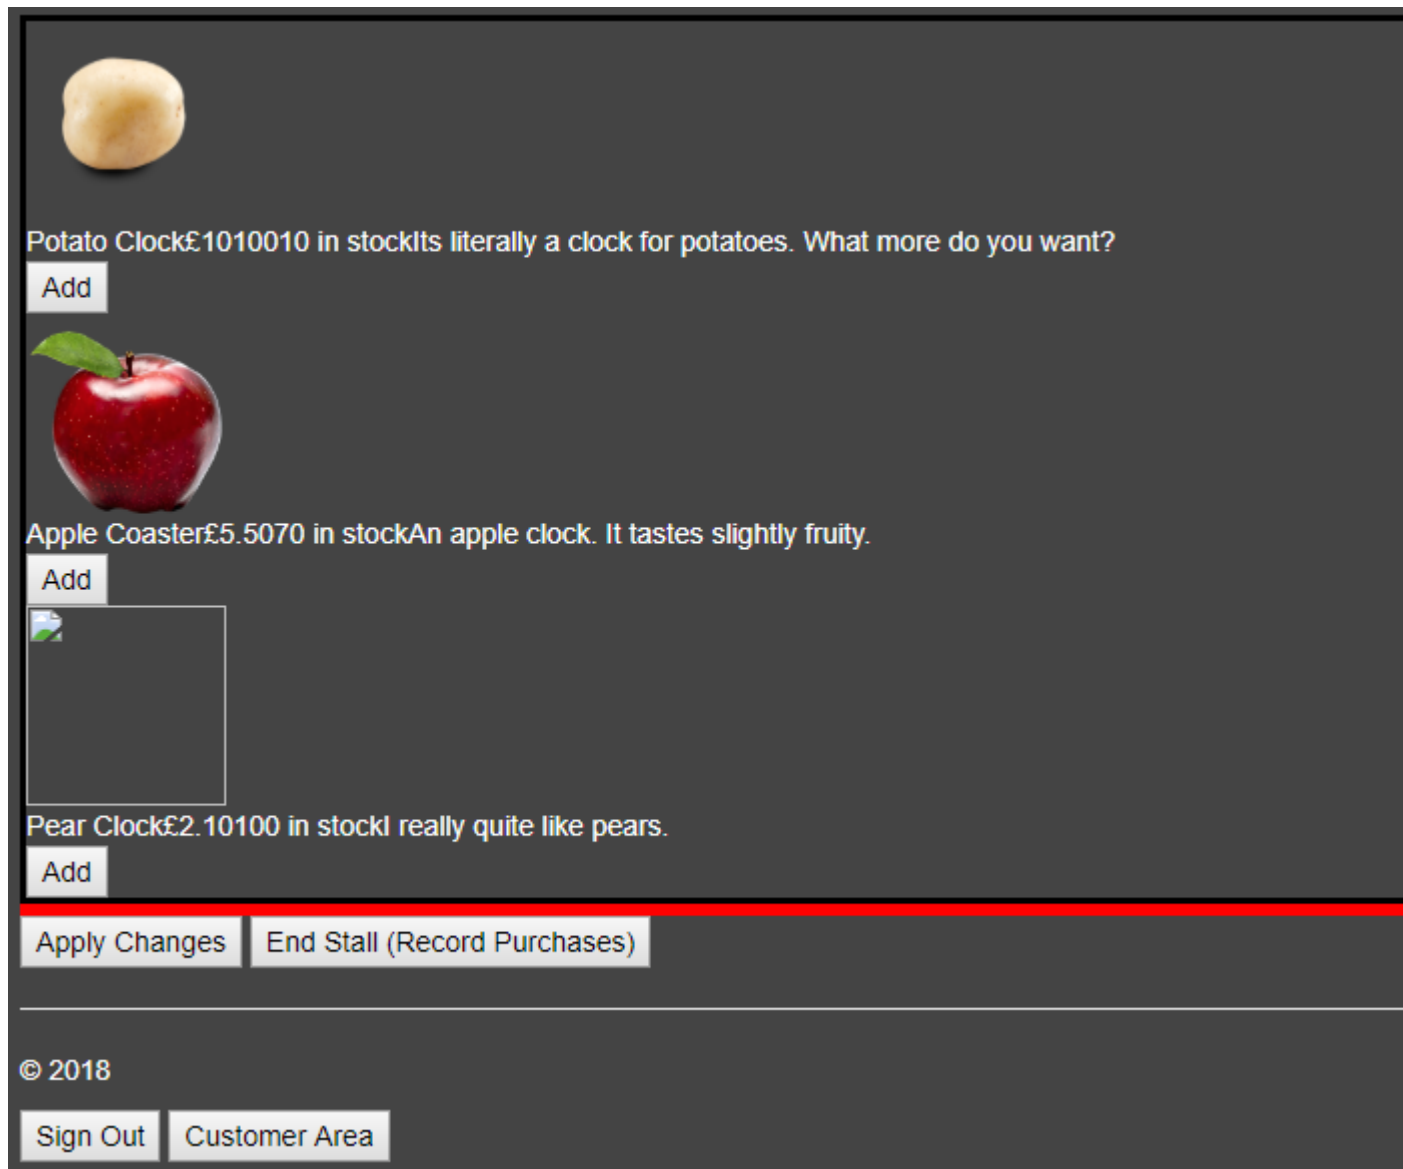 Potato Clock£1010010 in stockIts literally a clock for potatoes. What more do you want?
Add
Apple Coaster£5.5070 in stockAn apple clock. It tastes slightly fruity.
Add
Pear Clock£2.10100 in stockI really quite like pears.
Add
Apply Changes End Stall (Record Purchases)
© 2018
Sign Out Customer Area